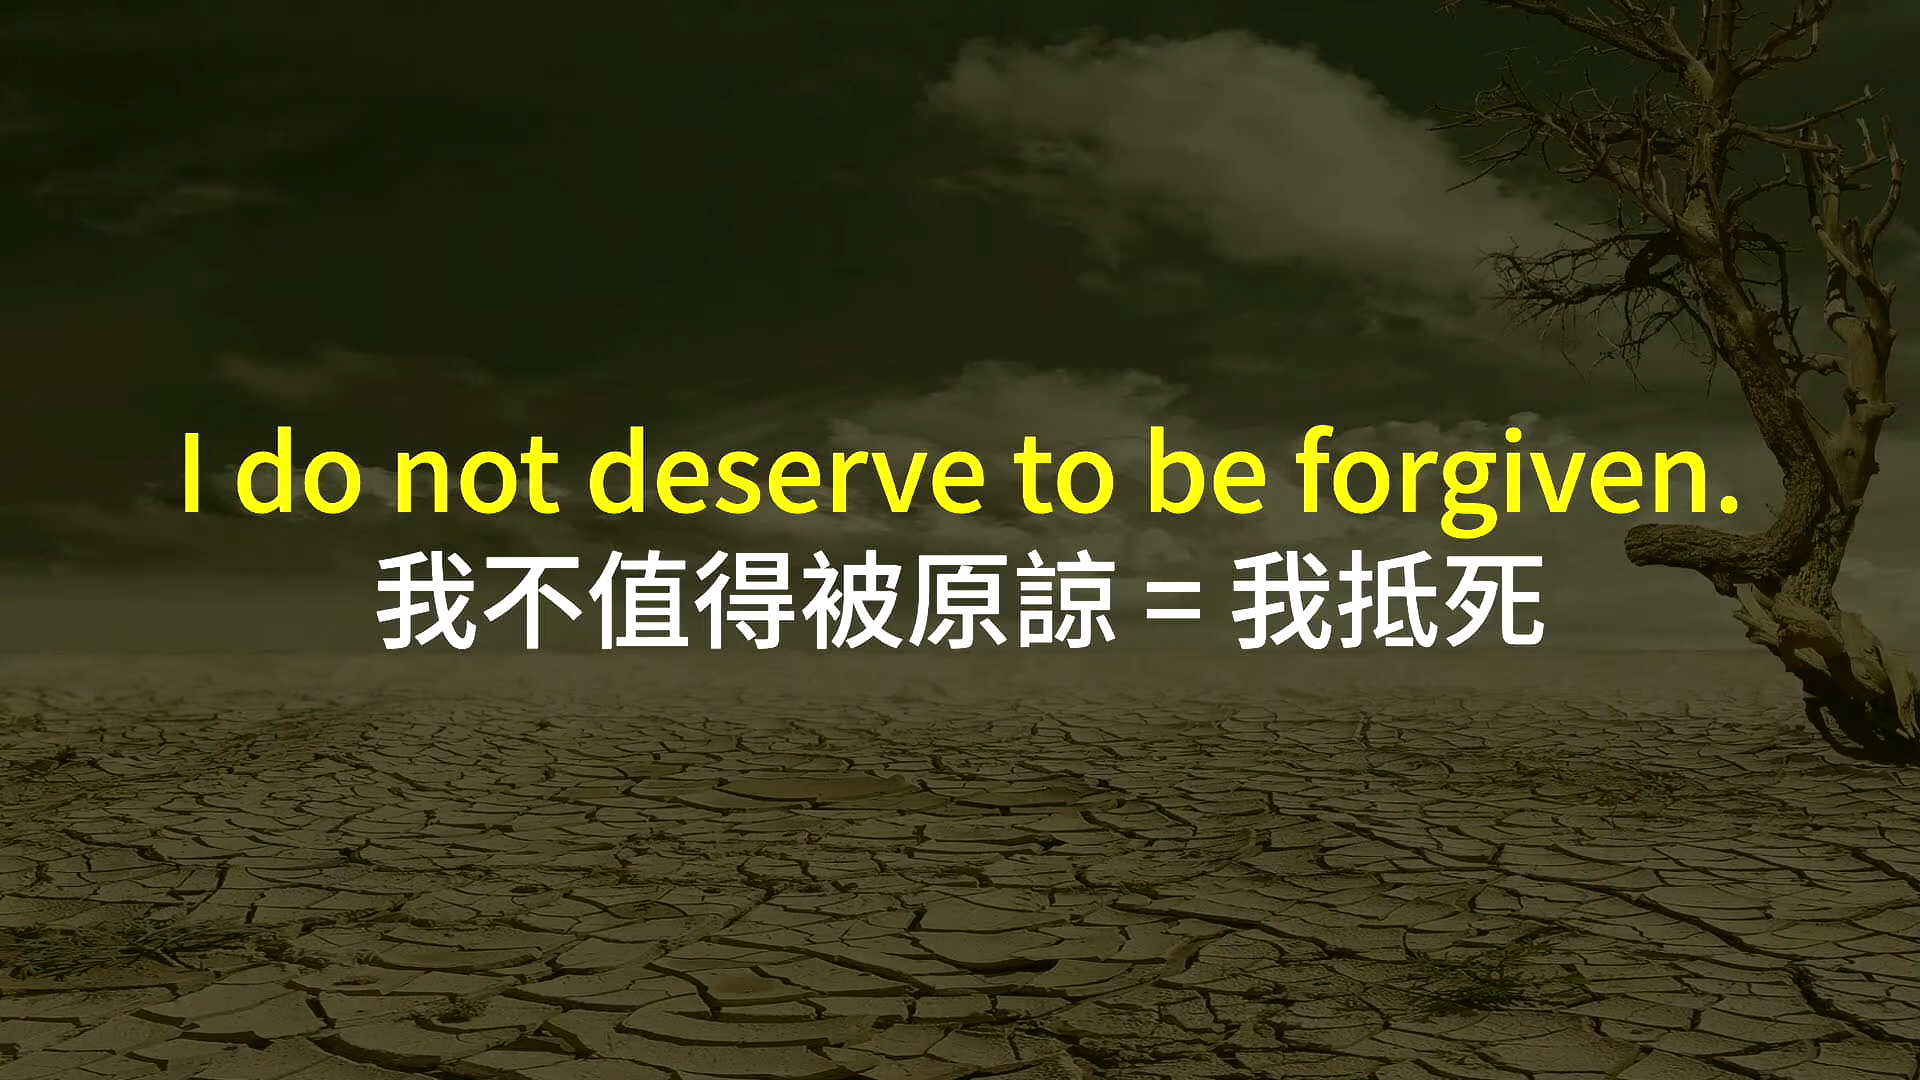 I do not deserve to be forgiven.
我不值得被原諒 = 我抵死